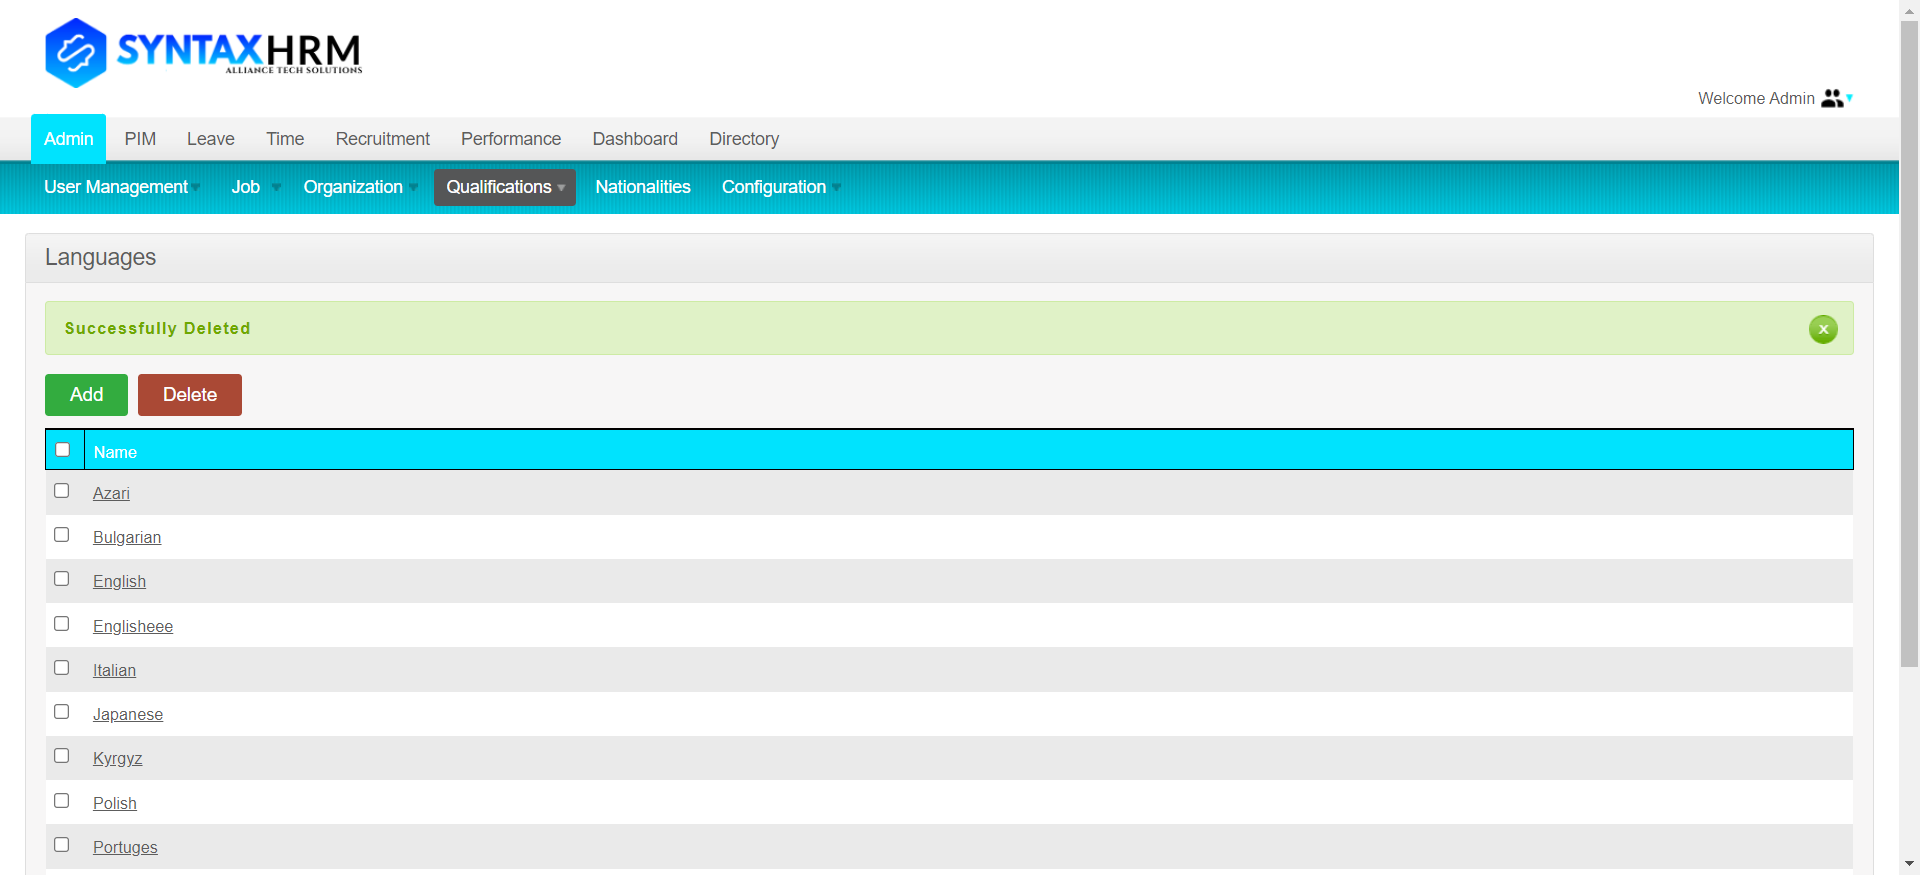 SYNTAXHRM
ALLIANCE TECH SOLUTIONS
Welcome Admin
Admin PIM Leave Time Recruitment Performance Dashboard Directory
User Management Job Organization Qualifications Nationalities Configuration
Languages
Successfully Deleted
x
Add Delete
Name
Azari
Bulgarian
English
Englisheee
Italian
Japanese
Kyrgyz
Polish
Portuges